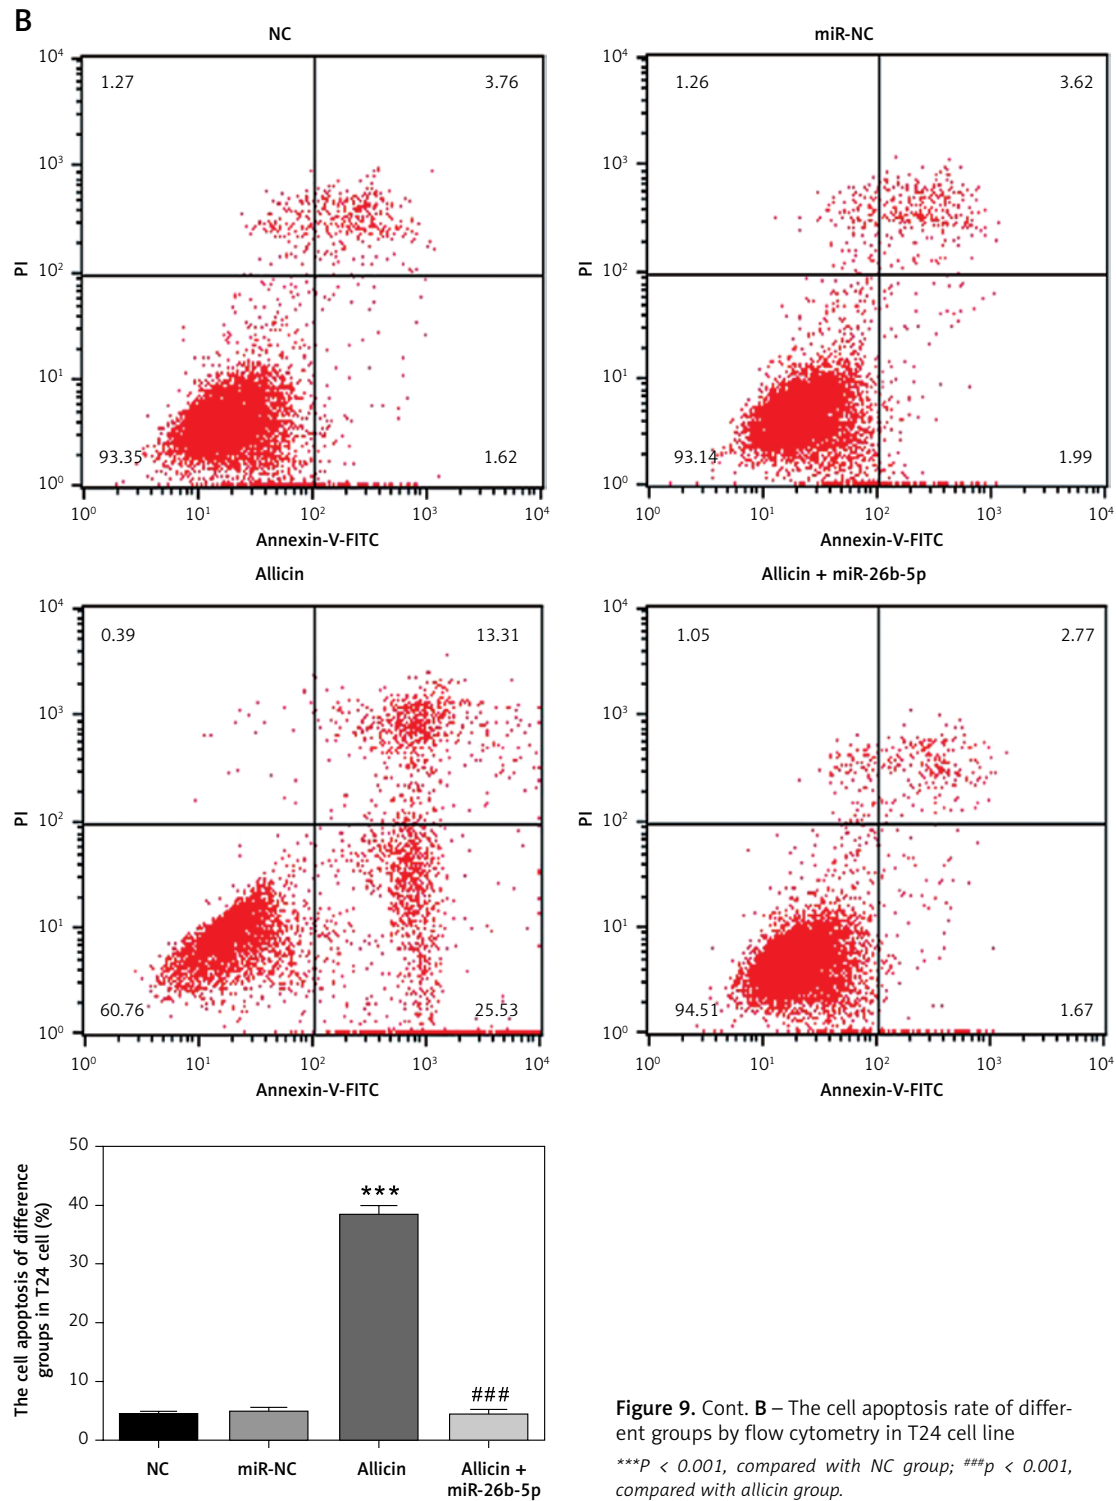 B
NC
10⁴
10³
10²
10¹
10⁰
PI
1.27
3.76
93.35
1.62
10⁰ 10¹ 10² 10³ 10⁴
Annexin-V-FITC
miR-NC
10⁴
10³
10²
10¹
10⁰
PI
1.26
3.62
93.14
1.99
10⁰ 10¹ 10² 10³ 10⁴
Annexin-V-FITC
Allicin
10⁴
10³
10²
10¹
10⁰
PI
0.39
13.31
60.76
25.53
10⁰ 10¹ 10² 10³ 10⁴
Annexin-V-FITC
Allicin + miR-26b-5p
10⁴
10³
10²
10¹
10⁰
PI
1.05
2.77
94.51
1.67
10⁰ 10¹ 10² 10³ 10⁴
Annexin-V-FITC
The cell apoptosis of difference
groups in T24 cell (%)
50
40
30
20
10
0
***
###
NC
miR-NC
Allicin
Allicin +
miR-26b-5p
Figure 9. Cont. B – The cell apoptosis rate of differ-
ent groups by flow cytometry in T24 cell line
***P < 0.001, compared with NC group; ###p < 0.001,
compared with allicin group.